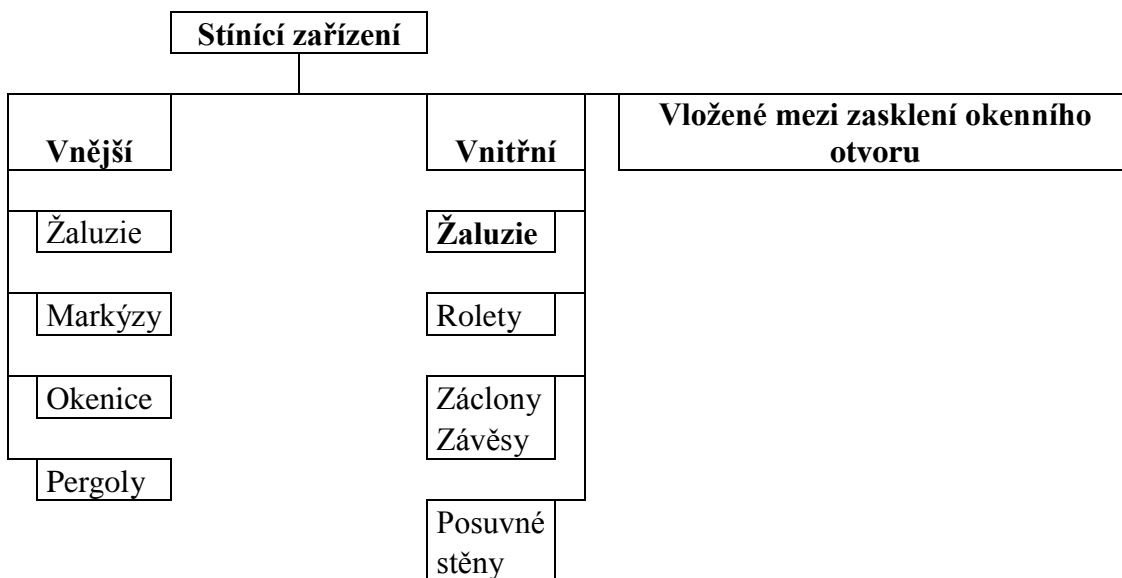 Stínící zařízení
Vnější
Vnitřní
Vložené mezi zasklení okenního
otvoru
Žaluzie
Žaluzie
Markýzy
Rolety
Okenice
Záclony
Závěsy
Pergoly
Posuvné
stěny